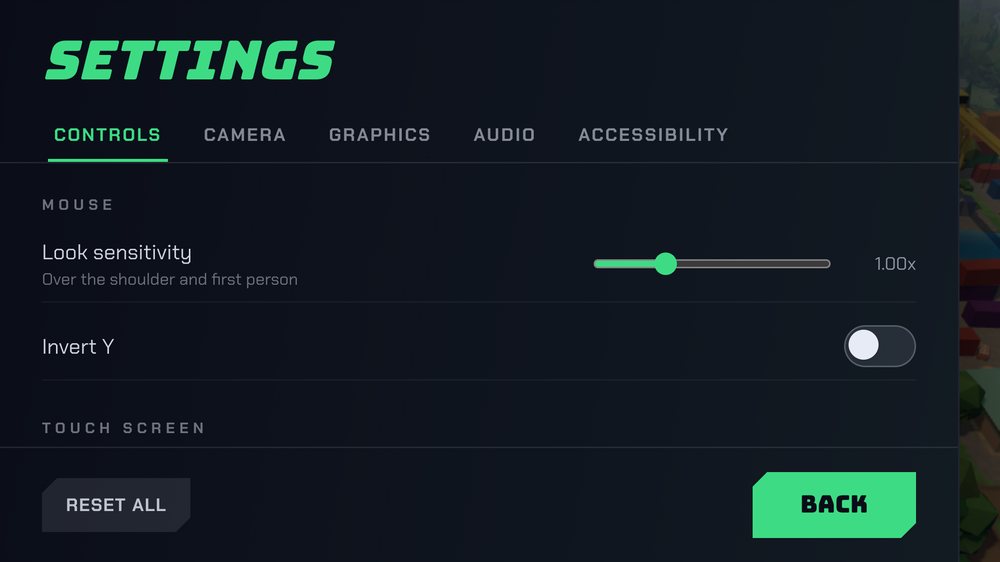 SETTINGS
CONTROLS CAMERA GRAPHICS AUDIO ACCESSIBILITY
MOUSE
Look sensitivity
Over the shoulder and first person
1.00x
Invert Y
TOUCH SCREEN
RESET ALL
BACK